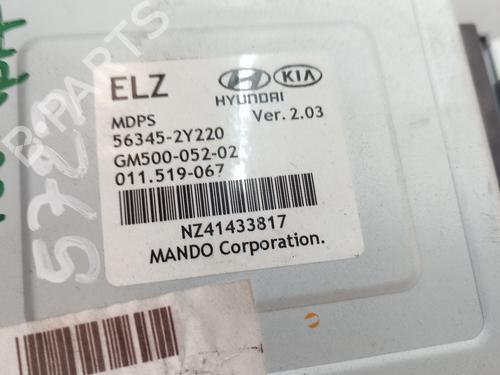 ELZ
HYUNDAI
KIA
MDPS
Ver. 2.03
56345-2Y220
GM500-052-02
011.519-067
NZ41433817
MANDO Corporation.
B-PARTS